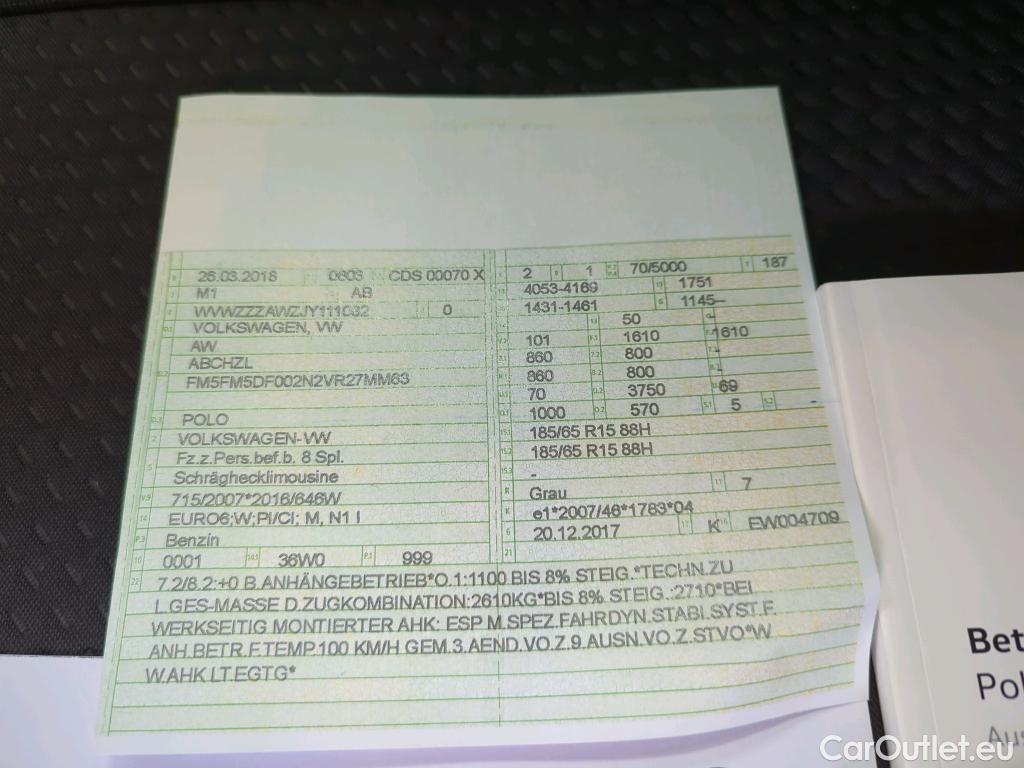 26.03.2018 0603 CDS 00070 X
M1 AB
WVWZZZAWZJY111032 0
VOLKSWAGEN, VW
AW
ABCHZL
FM5FM5DF002N2VR27MM63
POLO
VOLKSWAGEN-VW
Fz.z.Pers.bef.b. 8 Spl.
Schräghecklimousine
715/2007*2016/646W
EURO6;W;PI/CI; M, N1 I
Benzin
0001 36W0 999
2 1 70/5000 187
4053-4169 1751
1431-1461 1145–
50 -
101 1610 1610
860 800 -
860 800 -
70 3750 69
1000 570 5 -
185/65 R15 88H
185/65 R15 88H
-
Grau 7
e1*2007/46*1783*04
20.12.2017 K EW004709
22 7.2/8.2:+0 B.ANHÄNGEBETRIEB*O.1:1100 BIS 8% STEIG.*TECHN.ZU
L.GES-MASSE D.ZUGKOMBINATION:2610KG*BIS 8% STEIG.:2710*BEI
WERKSEITIG MONTIERTER AHK: ESP M.SPEZ.FAHRDYN.STABI.SYST.F.
ANH.BETR.F.TEMP.100 KM/H GEM.3.AEND.VO.Z.9.AUSN.VO.Z.STVO*W
W.AHK LT.EGTG*
Bet
Pol
Aus
CarOutlet.eu